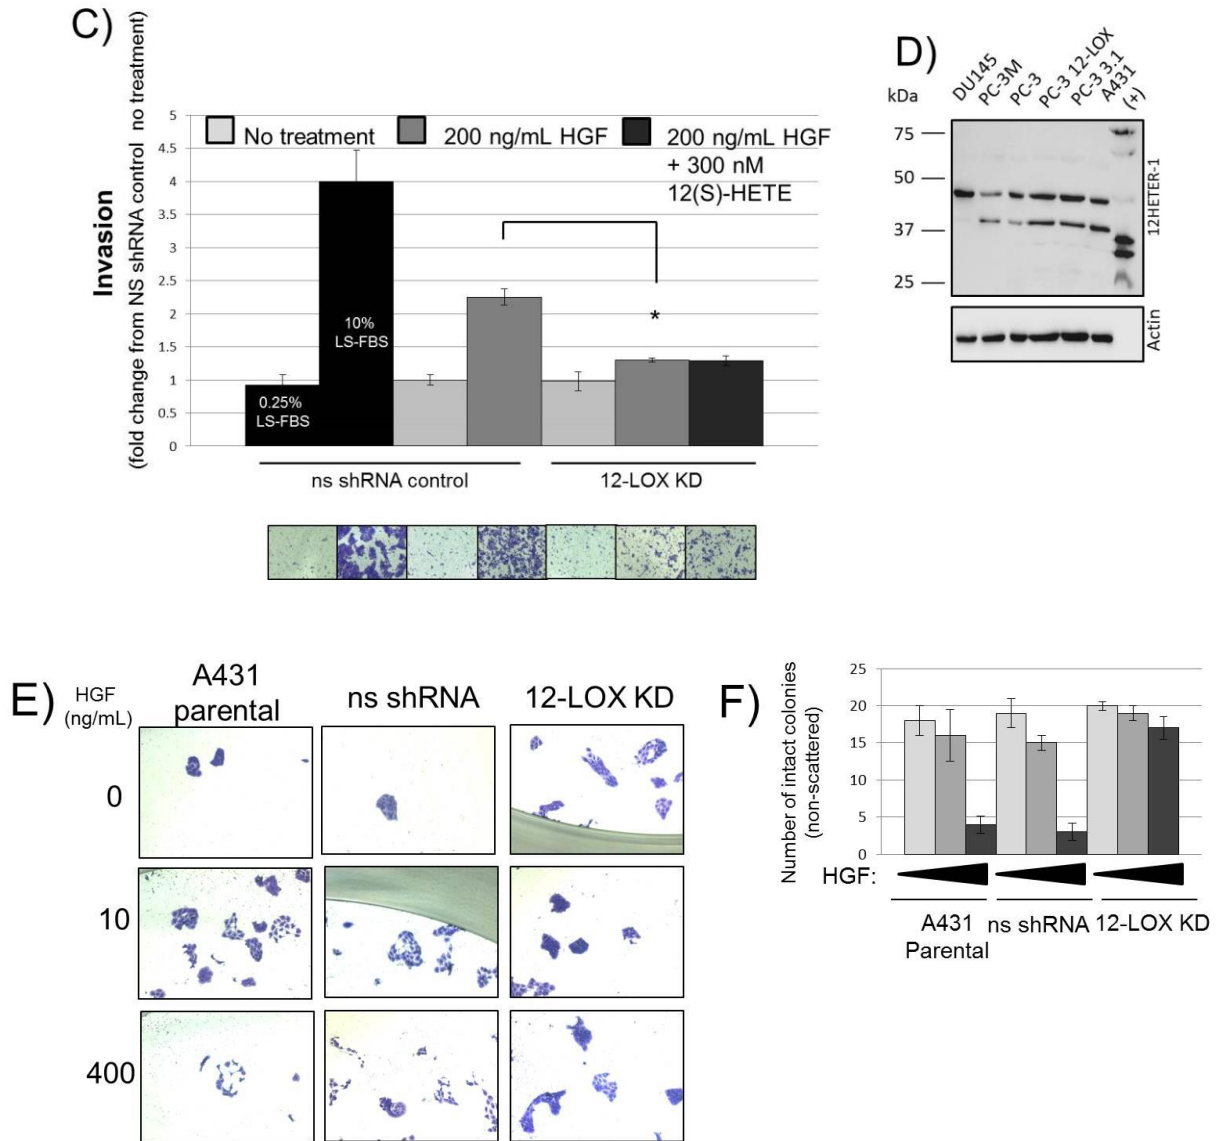 C)
Invasion
(fold change from NS shRNA control  no treatment)
5
4.5
4
3.5
3
2.5
2
1.5
1
0.5
0
No treatment
200 ng/mL HGF
200 ng/mL HGF
+ 300 nM
12(S)-HETE
10%
LS-FBS
0.25%
LS-FBS
*
ns shRNA control
12-LOX KD
D)
kDa
DU145
PC-3M
PC-3
PC-3 12-LOX
PC-3 3.1
A431
(+)
75
50
37
25
12HETER-1
Actin
E)
HGF
(ng/mL)
A431
parental
ns shRNA
12-LOX KD
0
10
400
F)
Number of intact colonies
(non-scattered)
25
20
15
10
5
0
HGF:
A431
Parental
ns shRNA
12-LOX KD